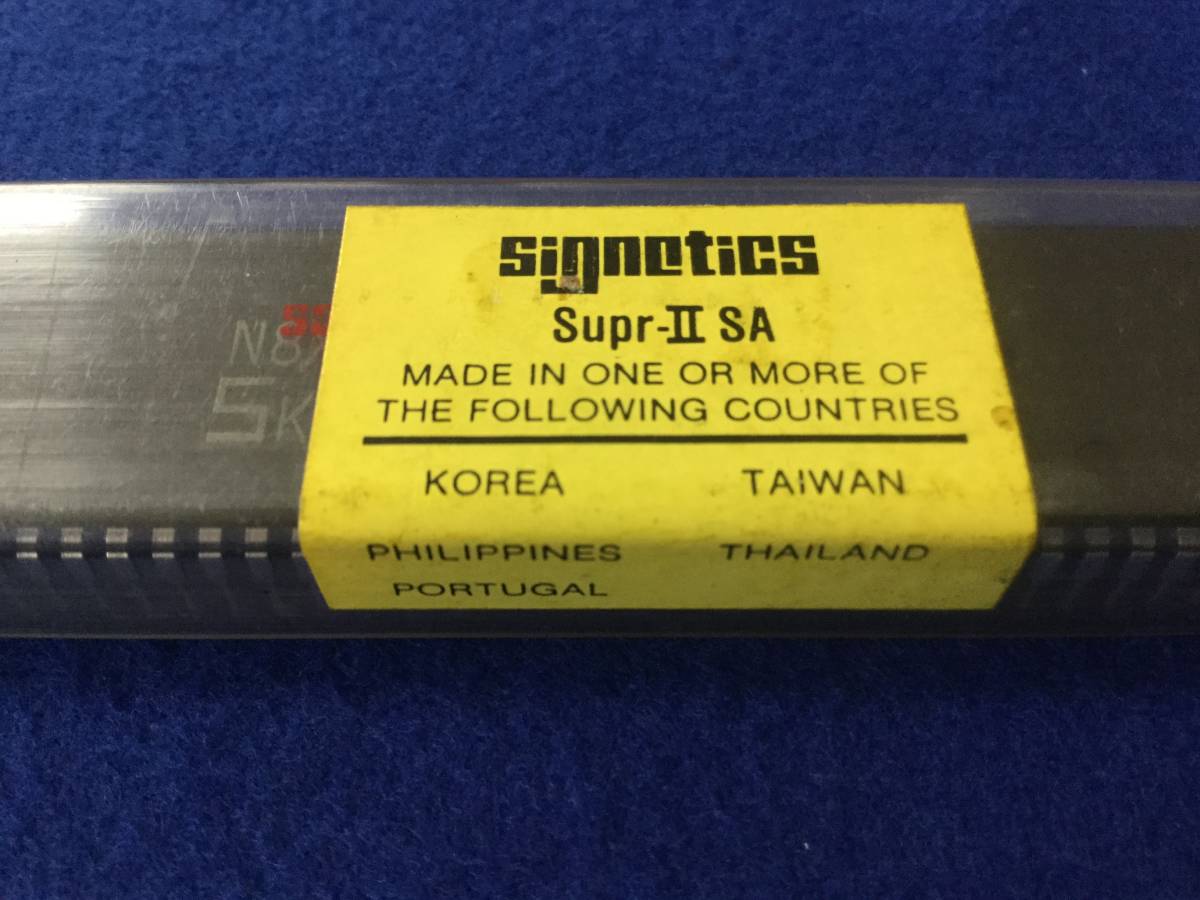 signetics
Supr-II SA
MADE IN ONE OR MORE OF
THE FOLLOWING COUNTRIES
KOREA TAIWAN
PHILIPPINES THAILAND
PORTUGAL